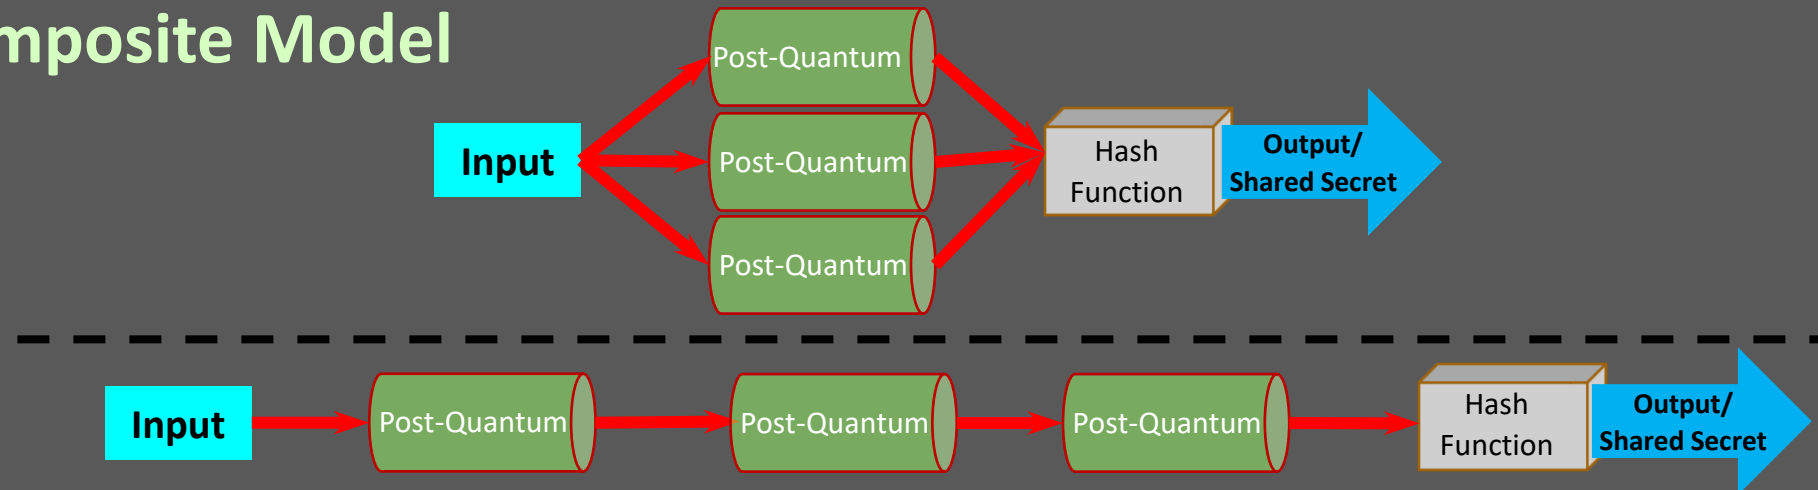 mposite Model
Post-Quantum
Input
Post-Quantum
Post-Quantum
Hash
Function
Output/
Shared Secret
Input
Post-Quantum
Post-Quantum
Post-Quantum
Hash
Function
Output/
Shared Secret